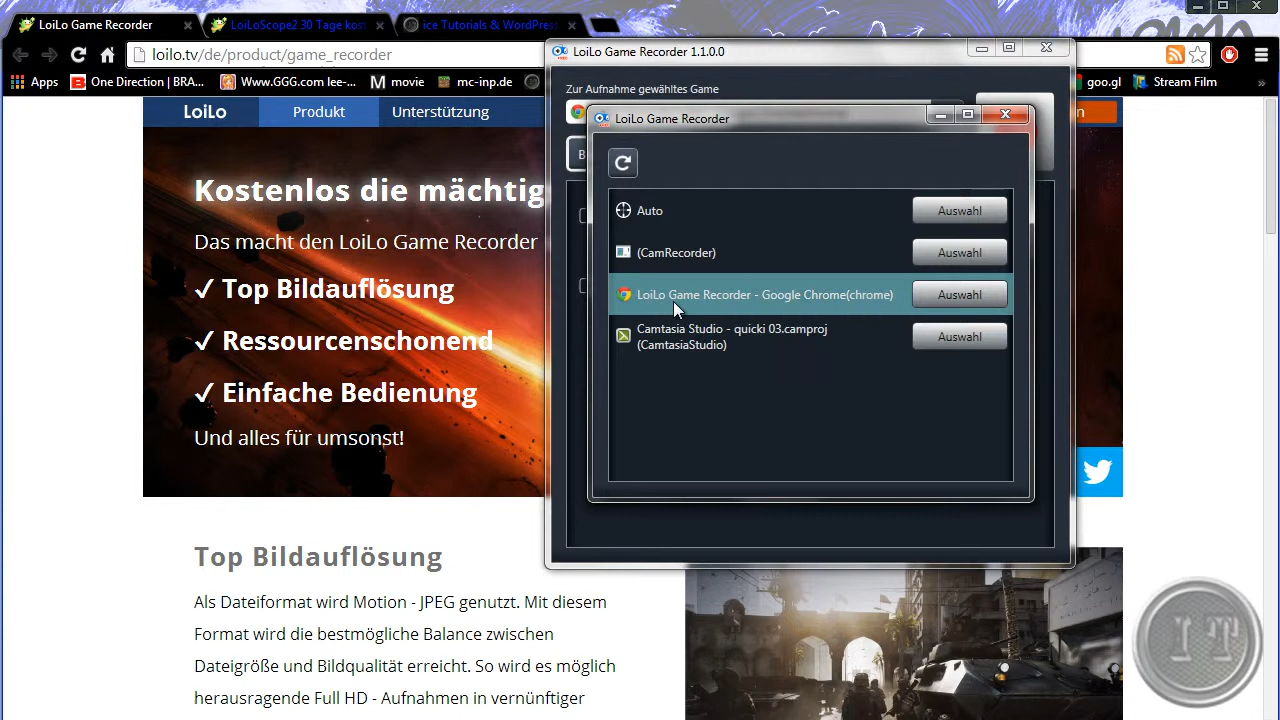 LoiLo Game Recorder
LoiLoScope2 30 Tage kos
ice Tutorials & WordPres
loilo.tv/de/product/game_recorder
Apps
One Direction | BRA...
Www.GGG.com lee-...
movie
mc-inp.de
goo.gl
Stream Film
»
LoiLo
Produkt
Unterstützung
Kostenlos die mächtig
Das macht den LoiLo Game Recorder
✓ Top Bildauflösung
✓ Ressourcenschonend
✓ Einfache Bedienung
Und alles für umsonst!
LoiLo Game Recorder 1.1.0.0
Zur Aufnahme gewähltes Game
B
LoiLo Game Recorder
Auto
Auswahl
(CamRecorder)
Auswahl
LoiLo Game Recorder - Google Chrome(chrome)
Auswahl
Camtasia Studio - quicki 03.camproj
(CamtasiaStudio)
Auswahl
Top Bildauflösung
Als Dateiformat wird Motion - JPEG genutzt. Mit diesem
Format wird die bestmögliche Balance zwischen
Dateigröße und Bildqualität erreicht. So wird es möglich
herausragende Full HD - Aufnahmen in vernünftiger
IT